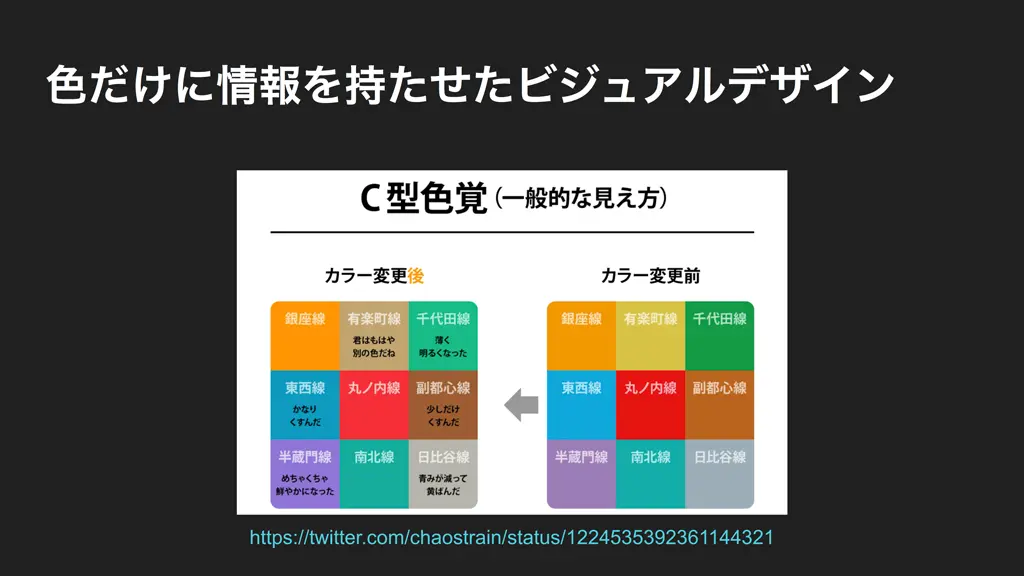 色だけに情報を持たせたビジュアルデザイン
C型色覚(一般的な見え方)
カラー変更後
銀座線 有楽町線 千代田線
君はもはや
別の色だね
薄く
明るくなった
東西線 丸ノ内線 副都心線
かなり
くすんだ
少しだけ
くすんだ
半蔵門線 南北線 日比谷線
めちゃくちゃ
鮮やかになった
青みが減って
黄ばんだ
カラー変更前
銀座線 有楽町線 千代田線
東西線 丸ノ内線 副都心線
半蔵門線 南北線 日比谷線
https://twitter.com/chaostrain/status/1224535392361144321